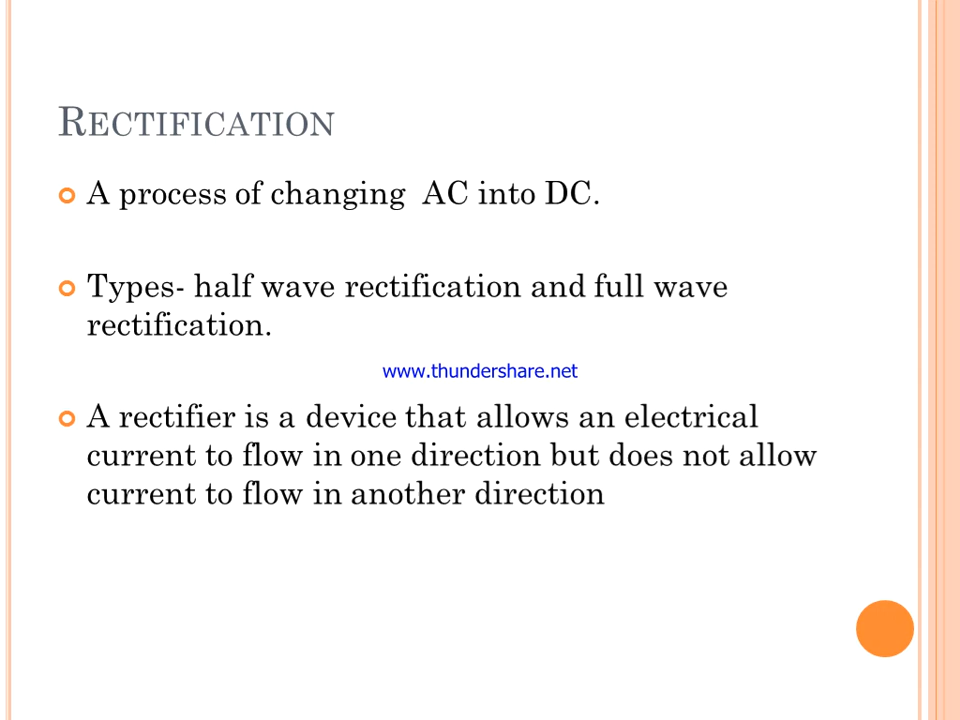 RECTIFICATION
A process of changing  AC into DC.
Types- half wave rectification and full wave
rectification.
www.thundershare.net
A rectifier is a device that allows an electrical
current to flow in one direction but does not allow
current to flow in another direction